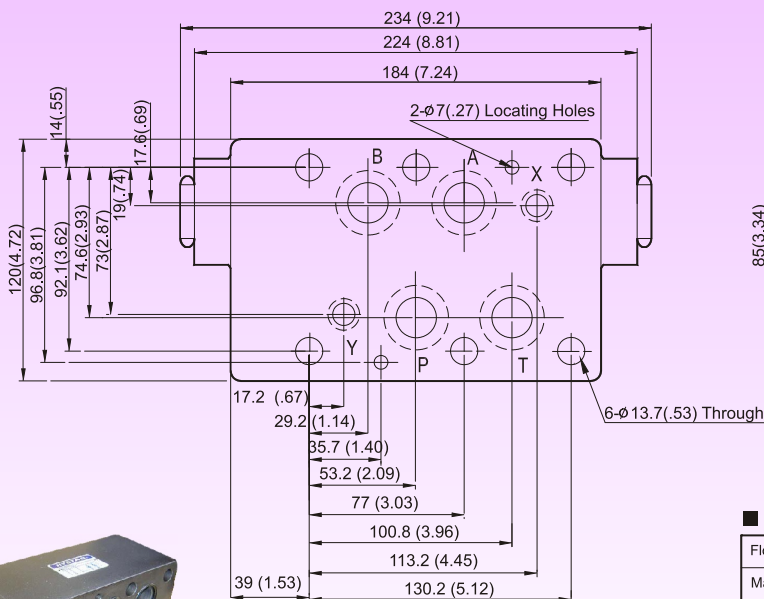 234 (9.21)
224 (8.81)
184 (7.24)
2-ø7(.27) Locating Holes
14(.55)
17.6(.69)
B
A
X
19(.74)
120(4.72)
96.8(3.81)
92.1(3.62)
74.6(2.93)
73(2.87)
85(3.34)
Y
P
T
17.2 (.67)
6-ø13.7(.53) Through
29.2 (1.14)
35.7 (1.40)
53.2 (2.09)
77 (3.03)
100.8 (3.96)
113.2 (4.45)
39 (1.53)
130.2 (5.12)